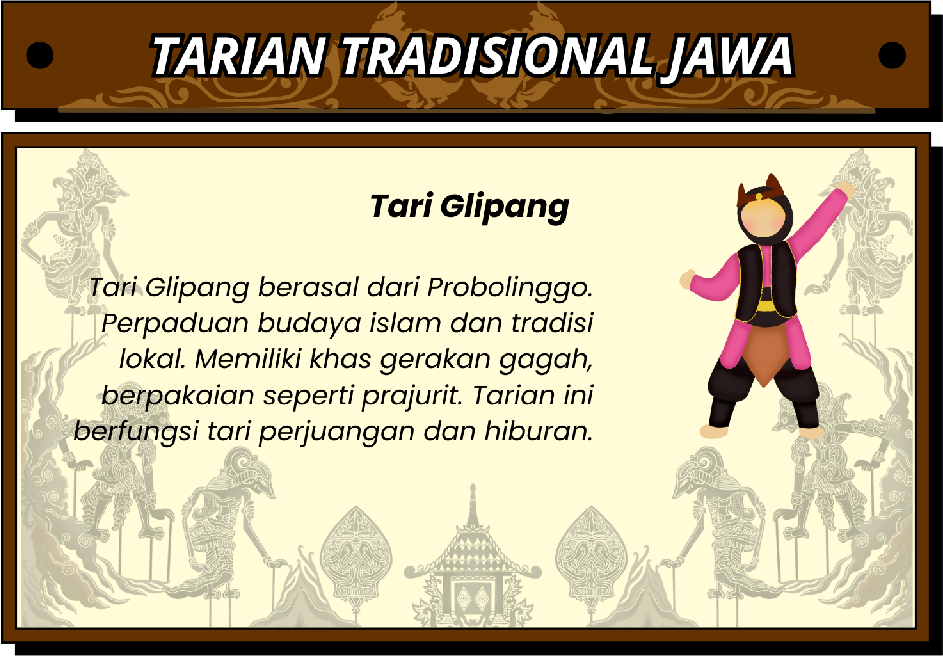 TARIAN TRADISIONAL JAWA
Tari Glipang
Tari Glipang berasal dari Probolinggo.
Perpaduan budaya islam dan tradisi
lokal. Memiliki khas gerakan gagah,
berpakaian seperti prajurit. Tarian ini
berfungsi tari perjuangan dan hiburan.